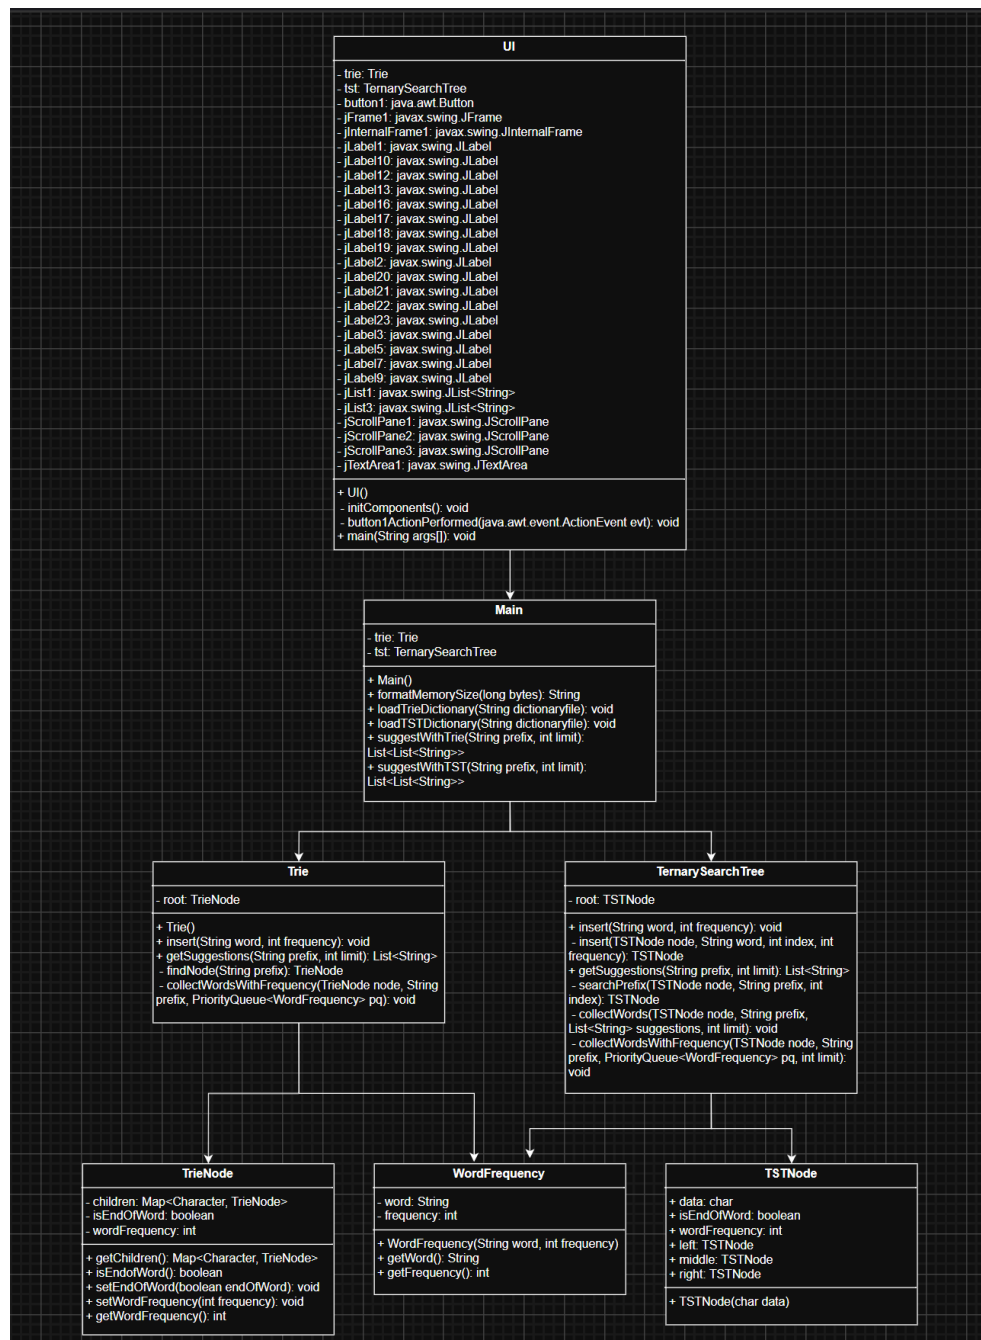 UI
- trie: Trie
- tst: TernarySearchTree
- button1: java.awt.Button
- jFrame1: javax.swing.JFrame
- jInternalFrame1: javax.swing.JInternalFrame
- jLabel1: javax.swing.JLabel
- jLabel10: javax.swing.JLabel
- jLabel12: javax.swing.JLabel
- jLabel13: javax.swing.JLabel
- jLabel16: javax.swing.JLabel
- jLabel17: javax.swing.JLabel
- jLabel18: javax.swing.JLabel
- jLabel19: javax.swing.JLabel
- jLabel2: javax.swing.JLabel
- jLabel20: javax.swing.JLabel
- jLabel21: javax.swing.JLabel
- jLabel22: javax.swing.JLabel
- jLabel23: javax.swing.JLabel
- jLabel3: javax.swing.JLabel
- jLabel5: javax.swing.JLabel
- jLabel7: javax.swing.JLabel
- jLabel9: javax.swing.JLabel
- jList1: javax.swing.JList<String>
- jList3: javax.swing.JList<String>
- jScrollPane1: javax.swing.JScrollPane
- jScrollPane2: javax.swing.JScrollPane
- jScrollPane3: javax.swing.JScrollPane
- jTextArea1: javax.swing.JTextArea
+ UI()
- initComponents(): void
- button1ActionPerformed(java.awt.event.ActionEvent evt): void
+ main(String args[]): void
Main
- trie: Trie
- tst: TernarySearchTree
+ Main()
+ formatMemorySize(long bytes): String
+ loadTrieDictionary(String dictionaryfile): void
+ loadTSTDictionary(String dictionaryfile): void
+ suggestWithTrie(String prefix, int limit):
List<List<String>>
+ suggestWithTST(String prefix, int limit):
List<List<String>>
Trie
- root: TrieNode
+ Trie()
+ insert(String word, int frequency): void
+ getSuggestions(String prefix, int limit): List<String>
- findNode(String prefix): TrieNode
- collectWordsWithFrequency(TrieNode node, String
prefix, PriorityQueue<WordFrequency> pq): void
TernarySearchTree
- root: TSTNode
+ insert(String word, int frequency): void
- insert(TSTNode node, String word, int index, int
frequency): TSTNode
+ getSuggestions(String prefix, int limit): List<String>
- searchPrefix(TSTNode node, String prefix, int
index): TSTNode
- collectWords(TSTNode node, String prefix,
List<String> suggestions, int limit): void
- collectWordsWithFrequency(TSTNode node, String
prefix, PriorityQueue<WordFrequency> pq, int limit):
void
TrieNode
- children: Map<Character, TrieNode>
- isEndOfWord: boolean
- wordFrequency: int
+ getChildren(): Map<Character, TrieNode>
+ isEndofWord(): boolean
+ setEndOfWord(boolean endOfWord): void
+ setWordFrequency(int frequency): void
+ getWordFrequency(): int
WordFrequency
- word: String
- frequency: int
+ WordFrequency(String word, int frequency)
+ getWord(): String
+ getFrequency(): int
TSTNode
+ data: char
+ isEndOfWord: boolean
+ wordFrequency: int
+ left: TSTNode
+ middle: TSTNode
+ right: TSTNode
+ TSTNode(char data)